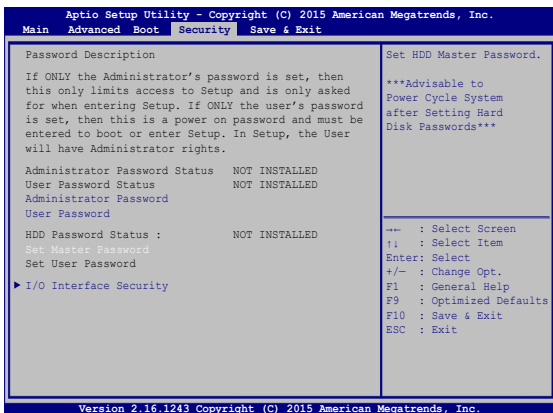 Aptio Setup Utility - Copyright (C) 2015 American Megatrends, Inc.
Main Advanced Boot Security Save & Exit
Password Description
If ONLY the Administrator's password is set, then
this only limits access to Setup and is only asked
for when entering Setup. If ONLY the user's password
is set, then this is a power on password and must be
entered to boot or enter Setup. In Setup, the User
will have Administrator rights.
Administrator Password Status NOT INSTALLED
User Password Status NOT INSTALLED
Administrator Password
User Password
HDD Password Status : NOT INSTALLED
Set Master Password
Set User Password
▶ I/O Interface Security
Set HDD Master Password.
***Advisable to
Power Cycle System
after Setting Hard
Disk Passwords***
→← : Select Screen
↑↓ : Select Item
Enter: Select
+/— : Change Opt.
F1 : General Help
F9 : Optimized Defaults
F10 : Save & Exit
ESC : Exit
Version 2.16.1243 Copyright (C) 2015 American Megatrends, Inc.